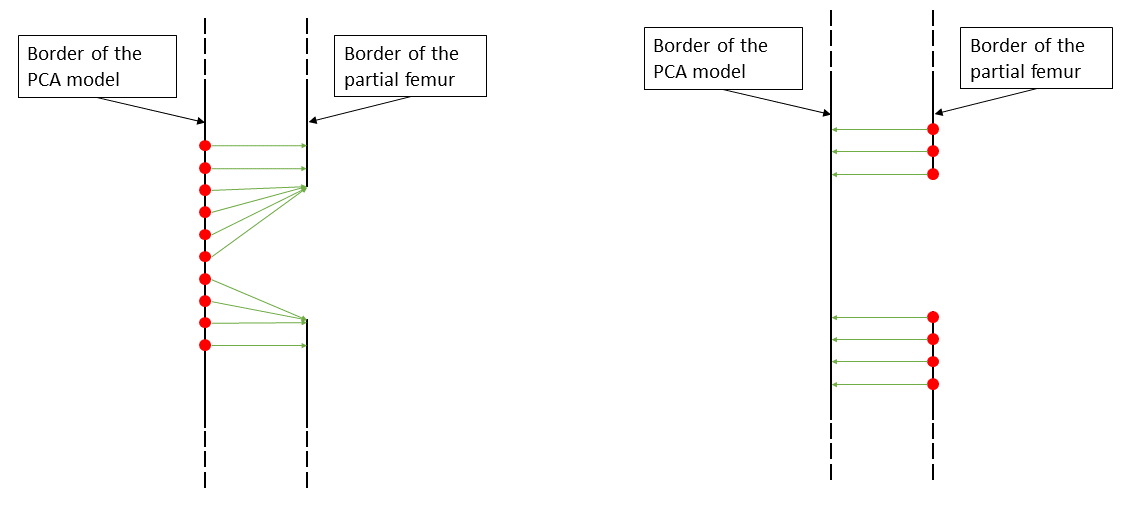 Border of the
PCA model
Border of the
partial femur
Border of the
PCA model
Border of the
partial femur